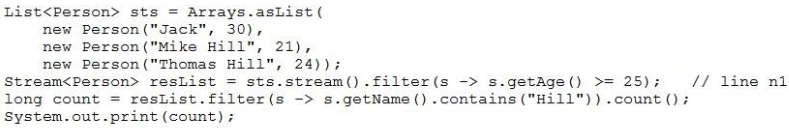 List<Person> sts = Arrays.asList(
    new Person("Jack", 30),
    new Person("Mike Hill", 21),
    new Person("Thomas Hill", 24));
Stream<Person> resList = sts.stream().filter(s -> s.getAge() >= 25);   // line n1
long count = resList.filter(s -> s.getName().contains("Hill")).count();
System.out.print(count);